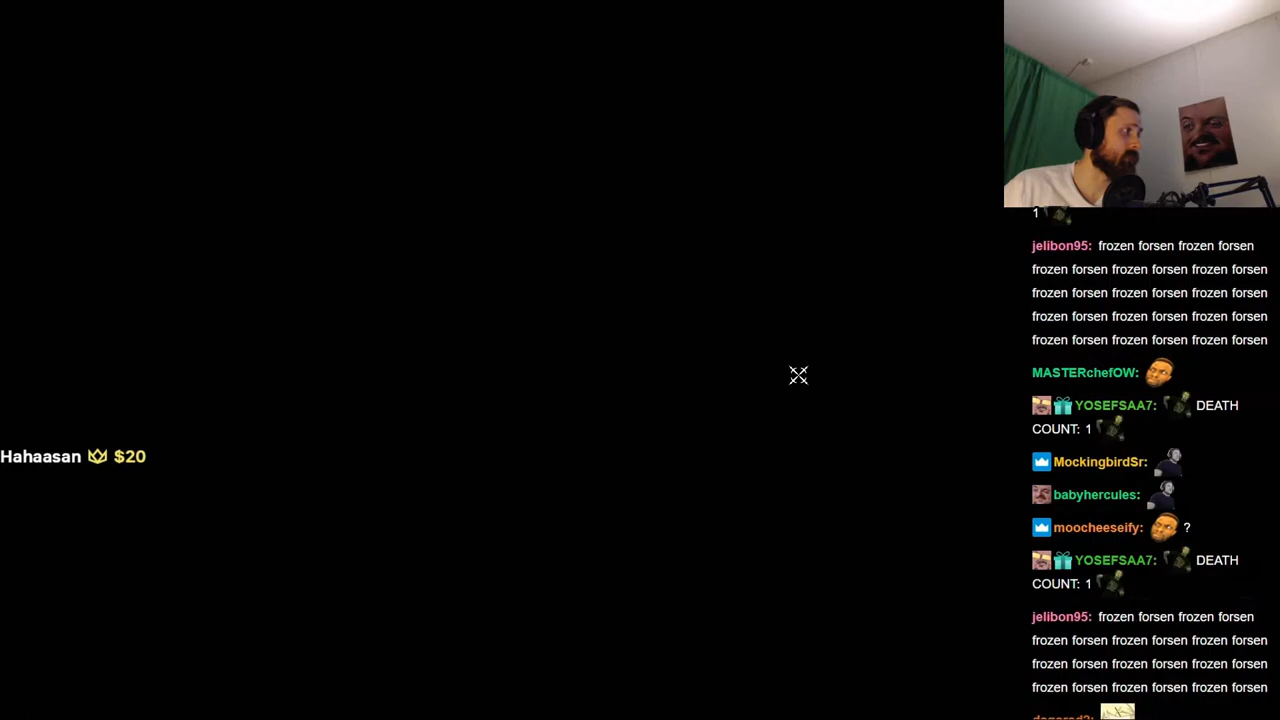 1
jelibon95: frozen forsen frozen forsen
frozen forsen frozen forsen frozen forsen
frozen forsen frozen forsen frozen forsen
frozen forsen frozen forsen frozen forsen
frozen forsen frozen forsen frozen forsen
MASTERchefOW:
YOSEFSAA7: DEATH
COUNT: 1
Hahaasan $20
MockingbirdSr:
babyhercules:
moocheeseify: ?
YOSEFSAA7: DEATH
COUNT: 1
jelibon95: frozen forsen frozen forsen
frozen forsen frozen forsen frozen forsen
frozen forsen frozen forsen frozen forsen
frozen forsen frozen forsen frozen forsen